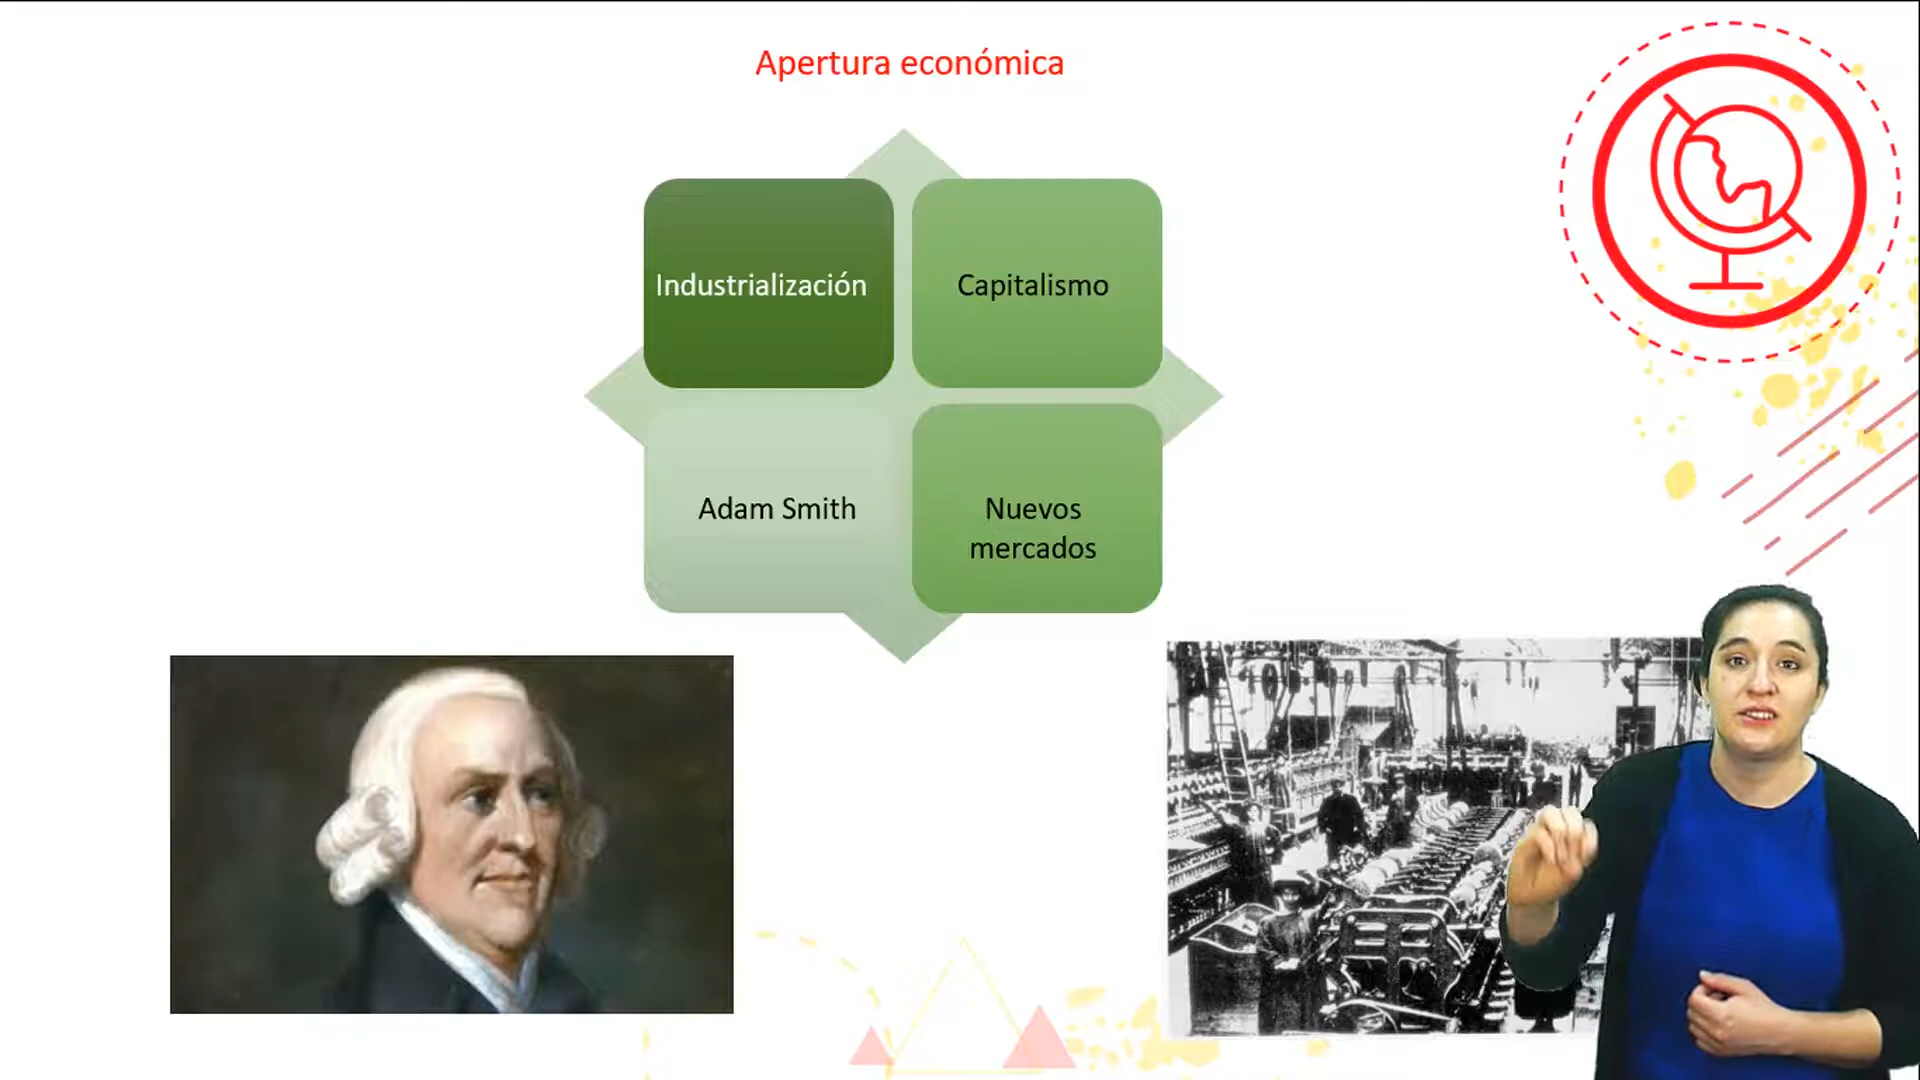 Apertura económica
Industrialización
Capitalismo
Adam Smith
Nuevos
mercados